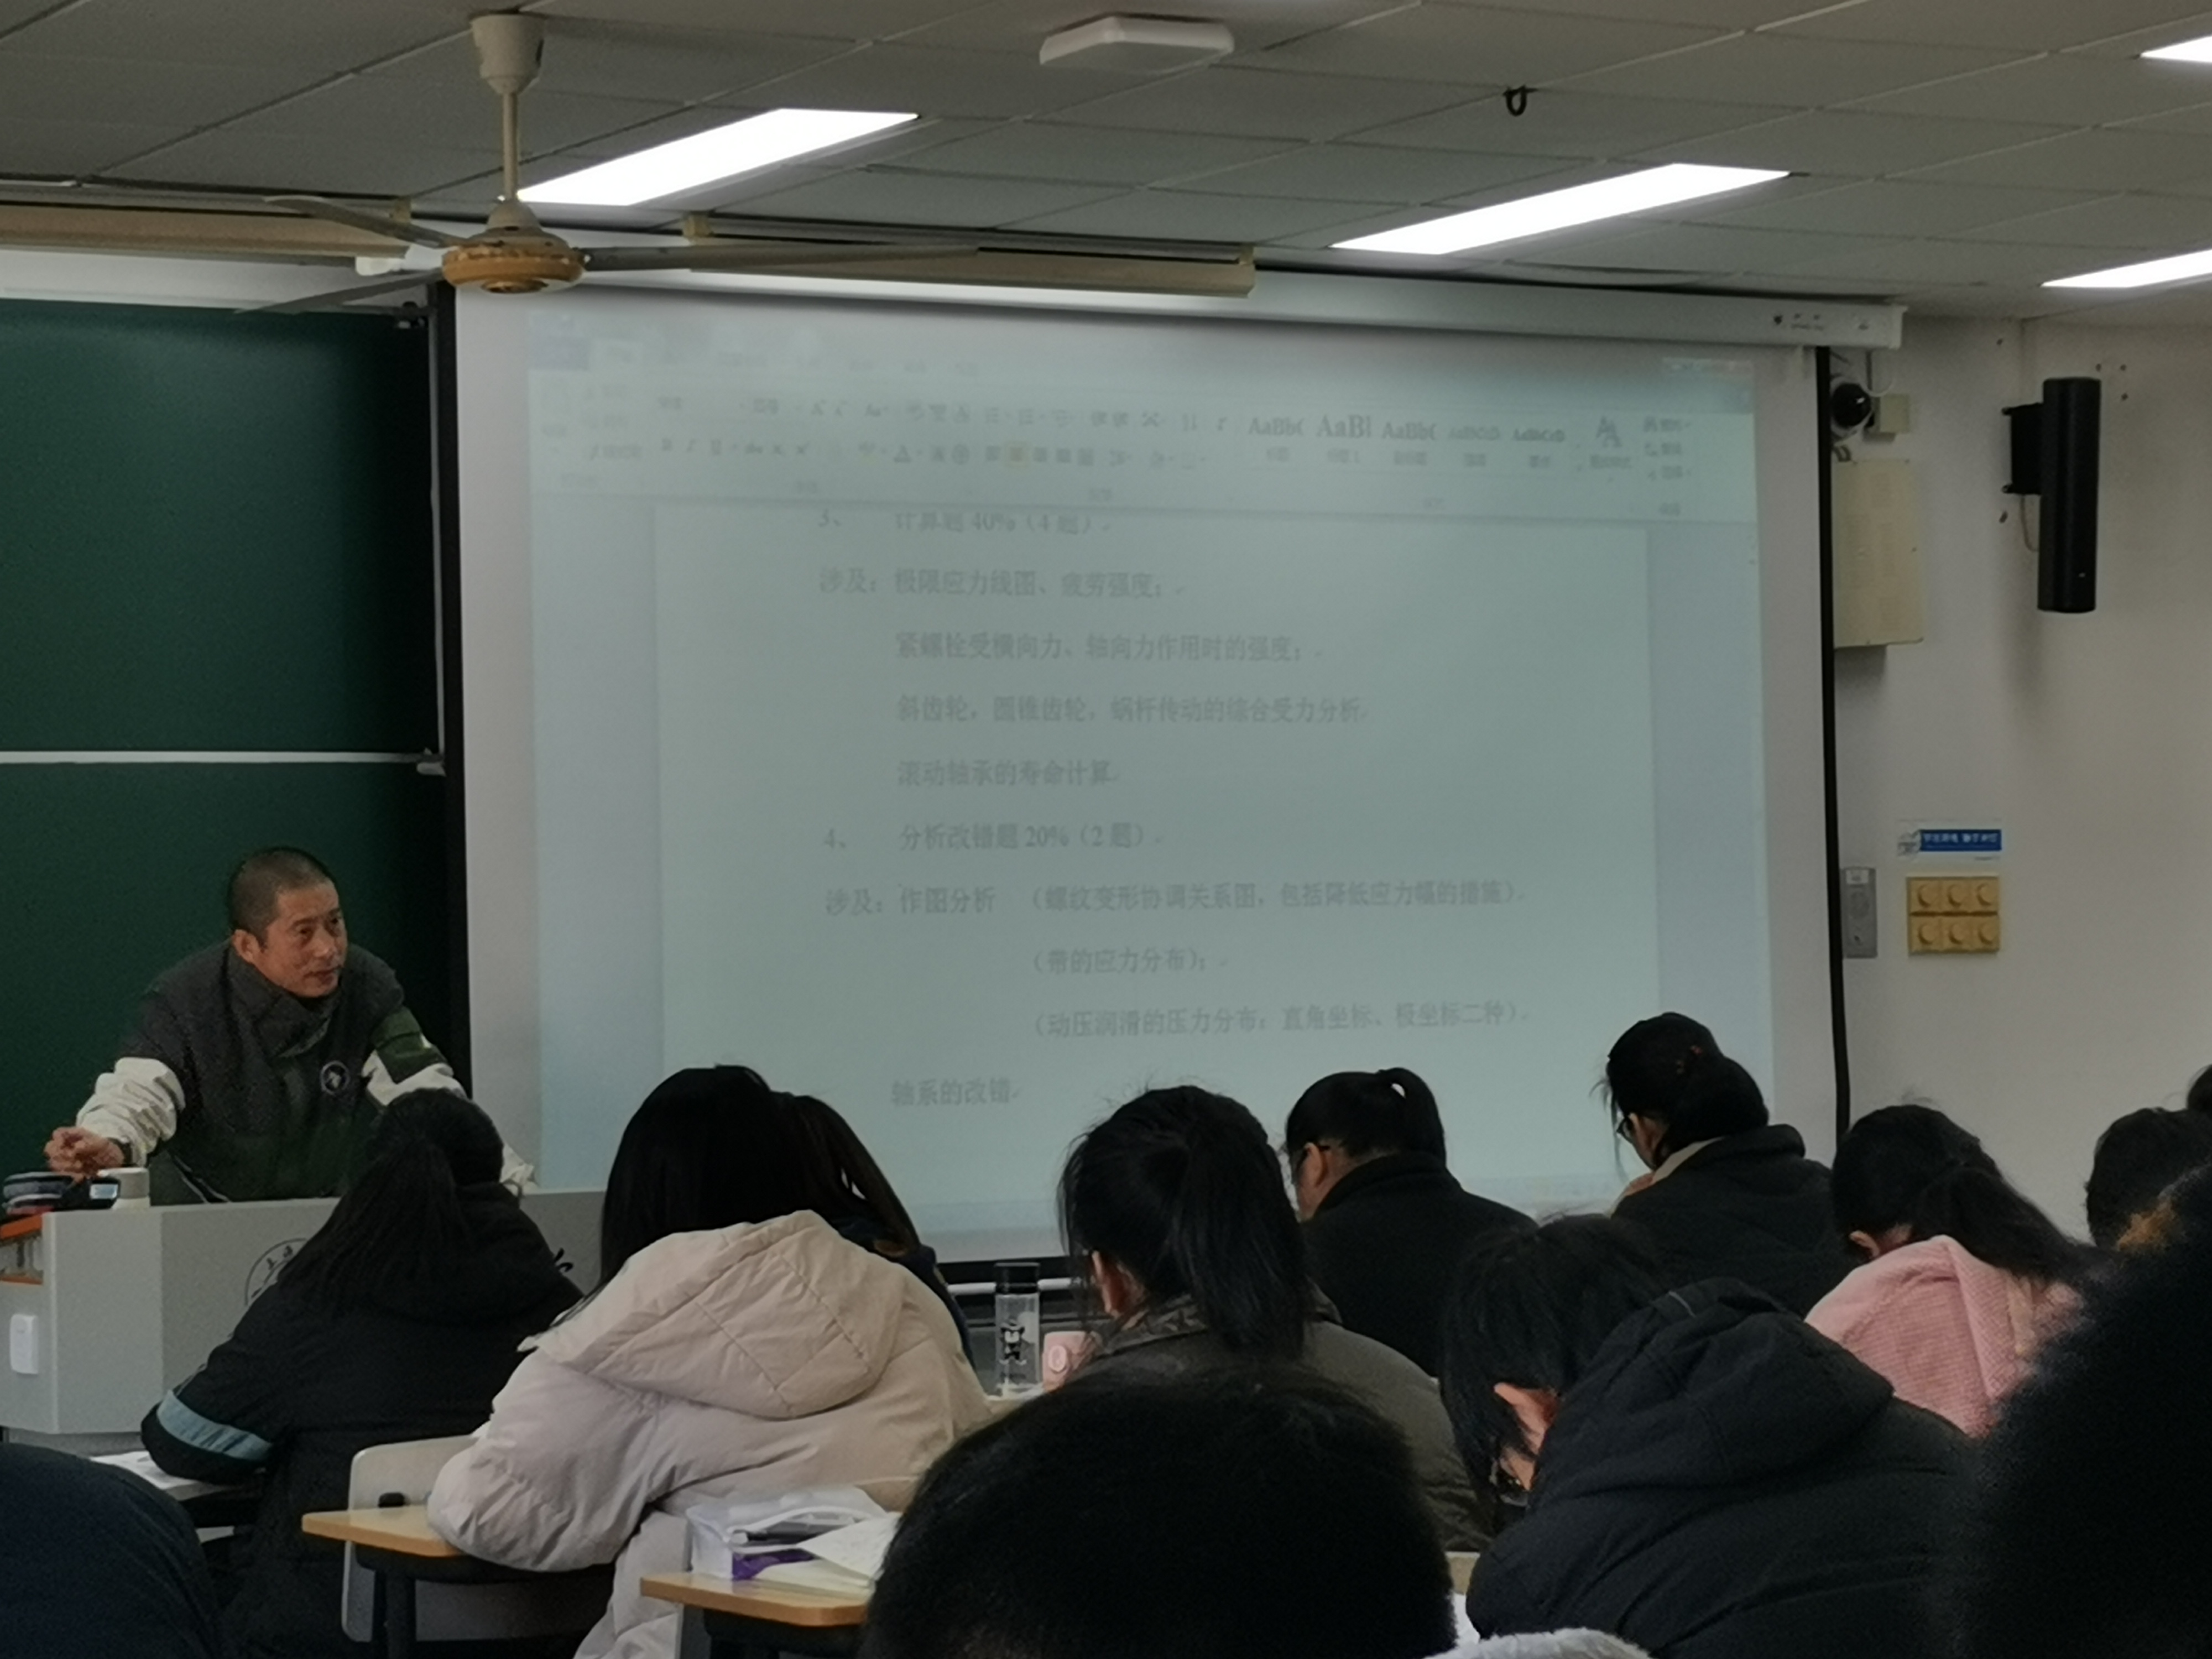 AaBbC AaBl AaBbC AaBbCcD AaBbCcD
3、 计算题 40%（4 题）
涉及：极限应力线图、疲劳强度；
紧螺栓受横向力、轴向力作用时的强度；
斜齿轮，圆锥齿轮，蜗杆传动的综合受力分析
滚动轴承的寿命计算
4、 分析改错题 20%（2 题）
涉及：作图分析 （螺纹变形协调关系图，包括降低应力幅的措施）
（带的应力分布）；
（动压润滑的压力分布：直角坐标、极坐标二种）
轴系的改错